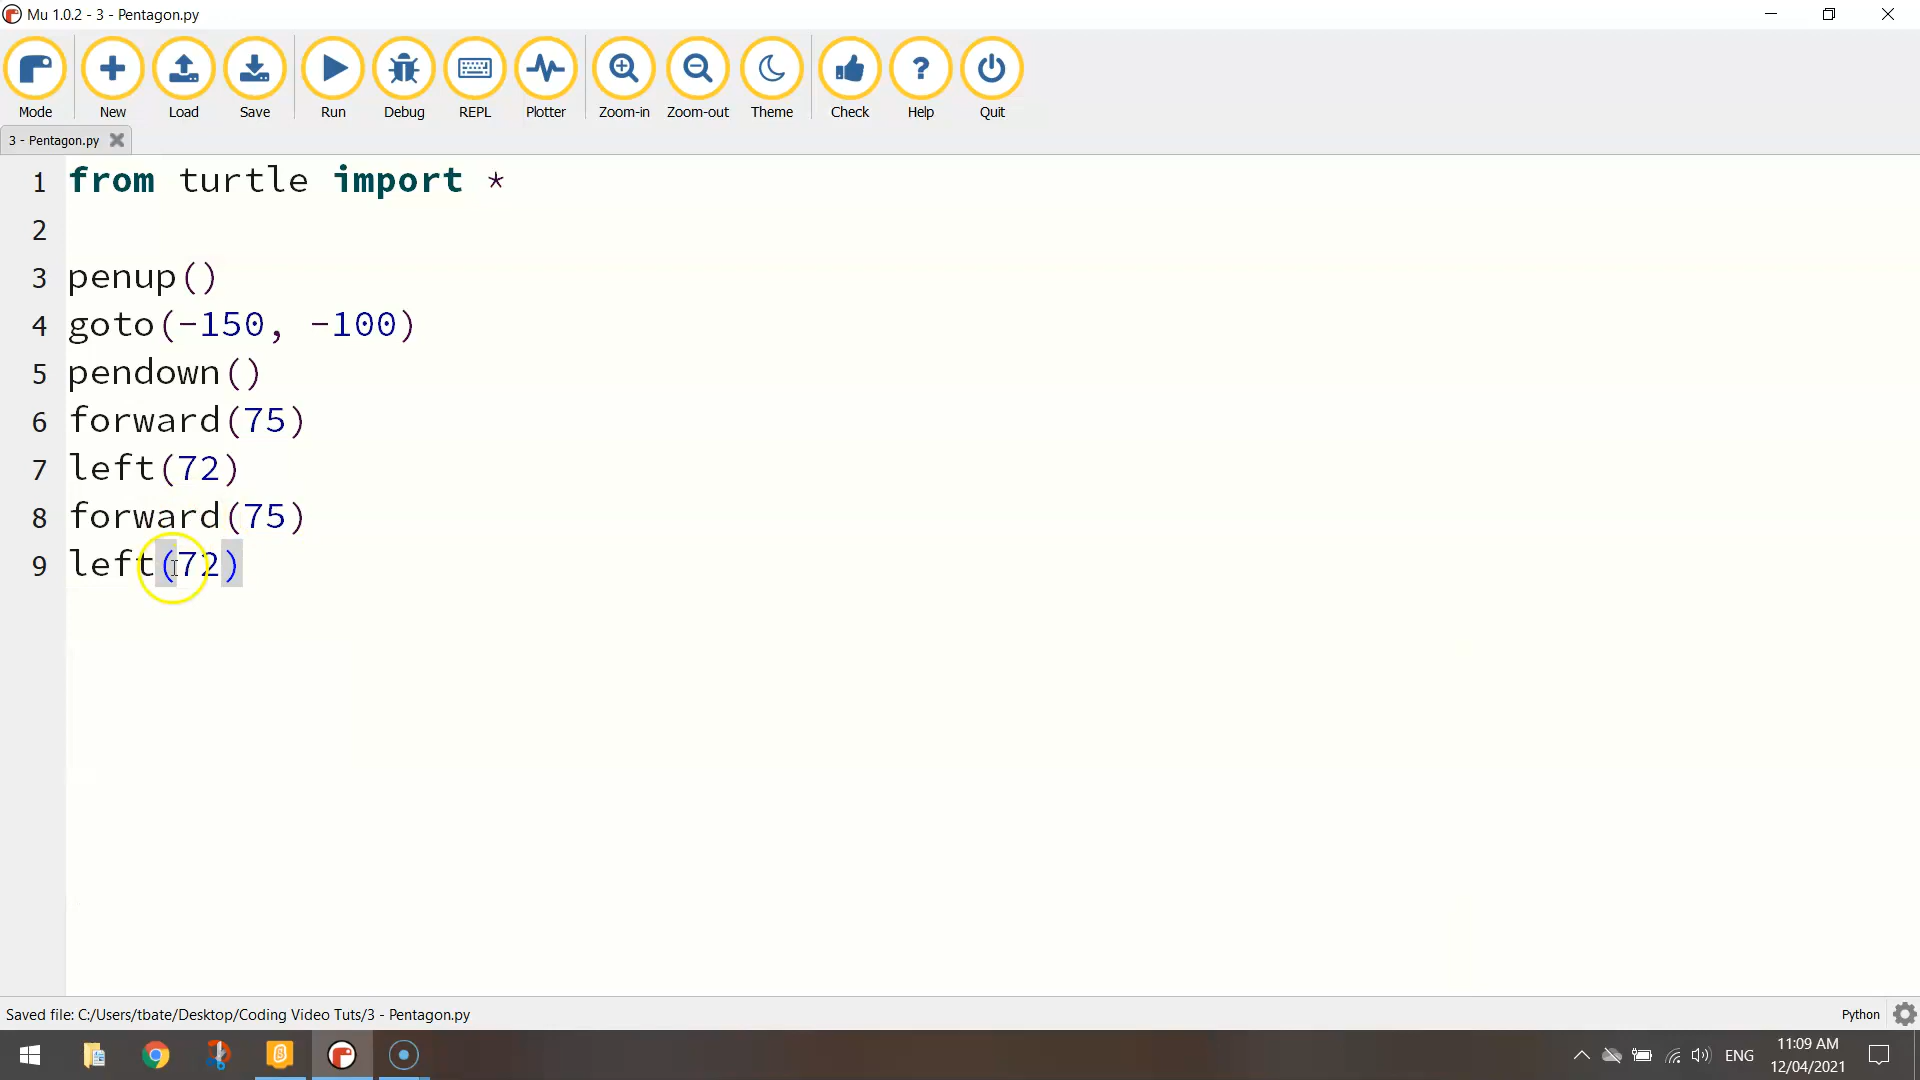 Mu 1.0.2 - 3 - Pentagon.py
Mode New Load Save Run Debug REPL Plotter Zoom-in Zoom-out Theme Check Help Quit
3 - Pentagon.py
1 from turtle import *
2
3 penup()
4 goto(-150, -100)
5 pendown()
6 forward(75)
7 left(72)
8 forward(75)
9 left(72)
Saved file: C:/Users/tbate/Desktop/Coding Video Tuts/3 - Pentagon.py
Python
ENG
11:09 AM
12/04/2021